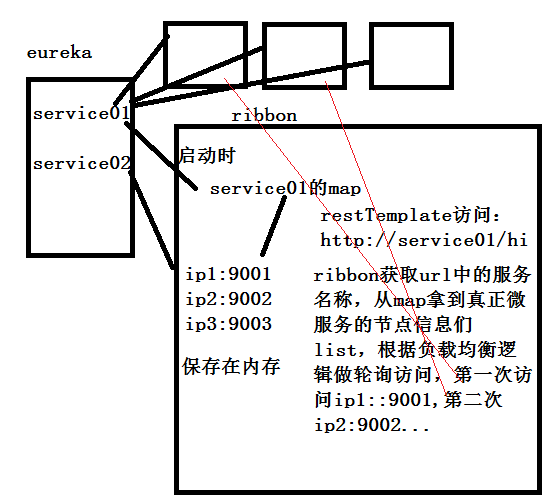 eureka
service01
service02
ribbon
启动时
service01的map
ip1:9001
ip2:9002
ip3:9003
保存在内存
restTemplate访问：
http://service01/hi
ribbon获取url中的服务
名称，从map拿到真正微
服务的节点信息们
list，根据负载均衡逻
辑做轮询访问，第一次访
问ip1::9001,第二次
ip2:9002...